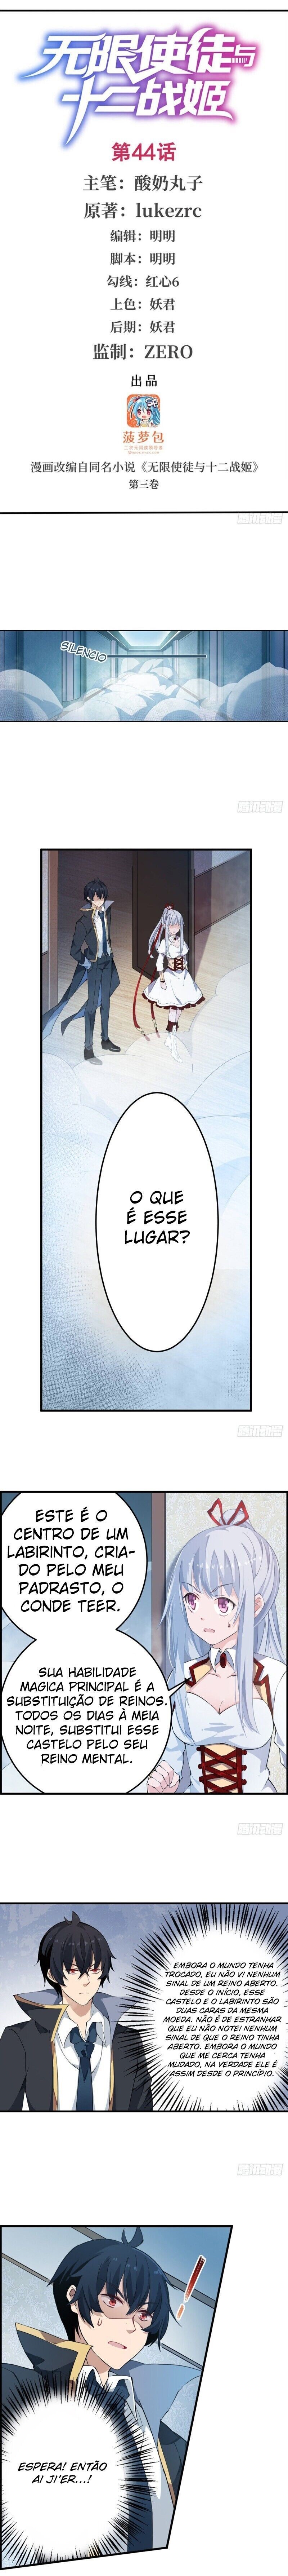 无限使徒与
十二战姬
第44话
主笔：酸奶丸子
原著：lukezrc
编辑：明明
脚本：明明
勾线：红心6
上色：妖君
后期：妖君
监制：ZERO
出品
菠萝包
漫画改编自同名小说《无限使徒与十二战姬》
第三卷
SILENCIO
O QUE
É ESSE
LUGAR?
ESTE É O
CENTRO DE UM
LABIRINTO, CRIA-
DO PELO MEU
PADRASTO, O
CONDE TEER.
SUA HABILIDADE
MAGICA PRINCIPAL É A
SUBSTITUIÇÃO DE REINOS.
TODOS OS DIAS À MEIA
NOITE, SUBSTITUI ESSE
CASTELO PELO SEU
REINO MENTAL.
EMBORA O MUNDO TENHA
TROCADO, EU NÃO VI NENHUM
SINAL DE UM REINO ABERTO.
DESDE O INÍCIO, ESSE
CASTELO E O LABIRINTO SÃO
DUAS CARAS DA MESMA
MOEDA. NÃO É DE ESTRANHAR
QUE EU NÃO NOTEI NENHUM
SINAL DE QUE O REINO TINHA
ABERTO. EMBORA O MUNDO
QUE ME CERCA TENHA
MUDADO, NA VERDADE ELE É
ASSIM DESDE O PRINCÍPIO.
ESPERA! ENTÃO
AI JI'ER...!